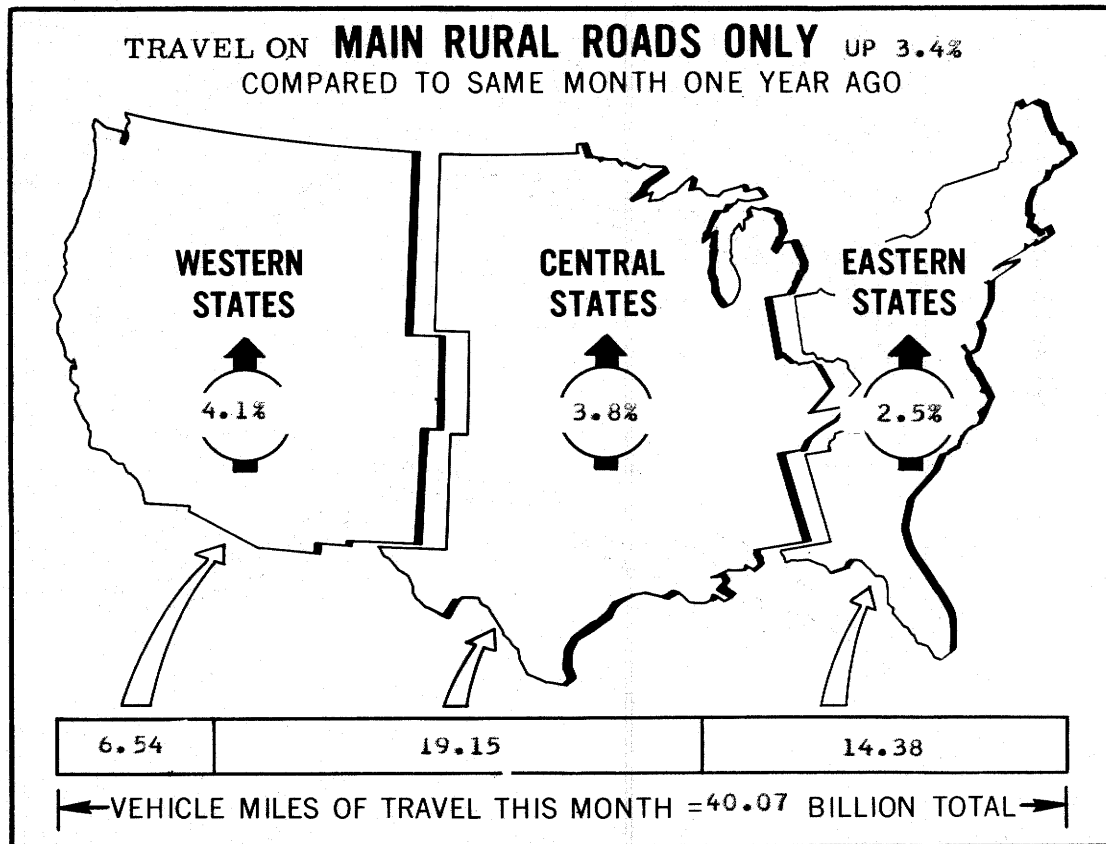 TRAVEL ON MAIN RURAL ROADS ONLY UP 3.4%
COMPARED TO SAME MONTH ONE YEAR AGO
WESTERN
STATES
4.1%
CENTRAL
STATES
3.8%
EASTERN
STATES
2.5%
6.54 19.15 14.38
VEHICLE MILES OF TRAVEL THIS MONTH = 40.07 BILLION TOTAL